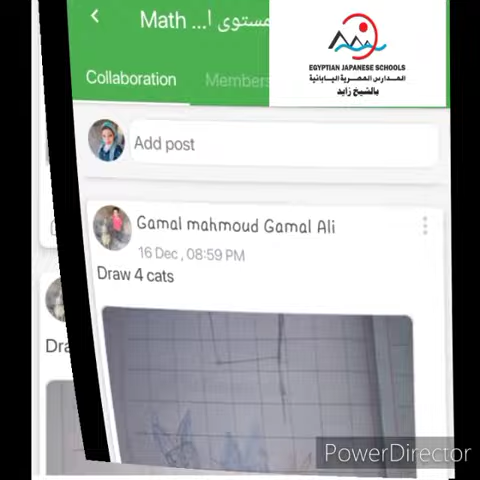 Math ...مستوى ا
EGYPTIAN JAPANESE SCHOOLS
المدارس المصرية اليابانية
بالشيخ زايد
Collaboration
Members
Add post
Gamal mahmoud Gamal Ali
16 Dec , 08:59 PM
Draw 4 cats
Dra
PowerDirector